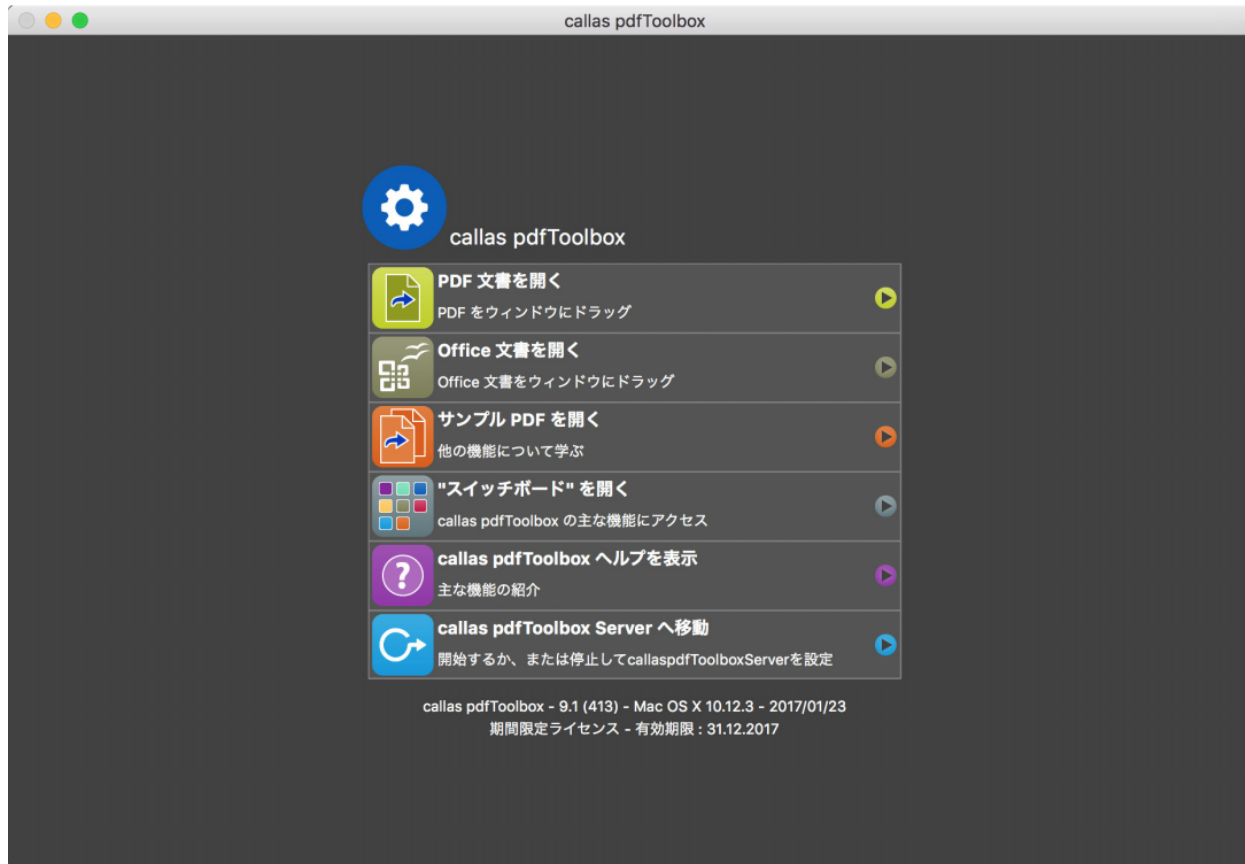 callas pdfToolbox
callas pdfToolbox
PDF 文書を開く
PDF をウィンドウにドラッグ
Office 文書を開く
Office 文書をウィンドウにドラッグ
サンプル PDF を開く
他の機能について学ぶ
"スイッチボード" を開く
callas pdfToolbox の主な機能にアクセス
callas pdfToolbox ヘルプを表示
主な機能の紹介
callas pdfToolbox Server へ移動
開始するか、または停止してcallaspdfToolboxServerを設定
callas pdfToolbox - 9.1 (413) - Mac OS X 10.12.3 - 2017/01/23
期間限定ライセンス - 有効期限 : 31.12.2017